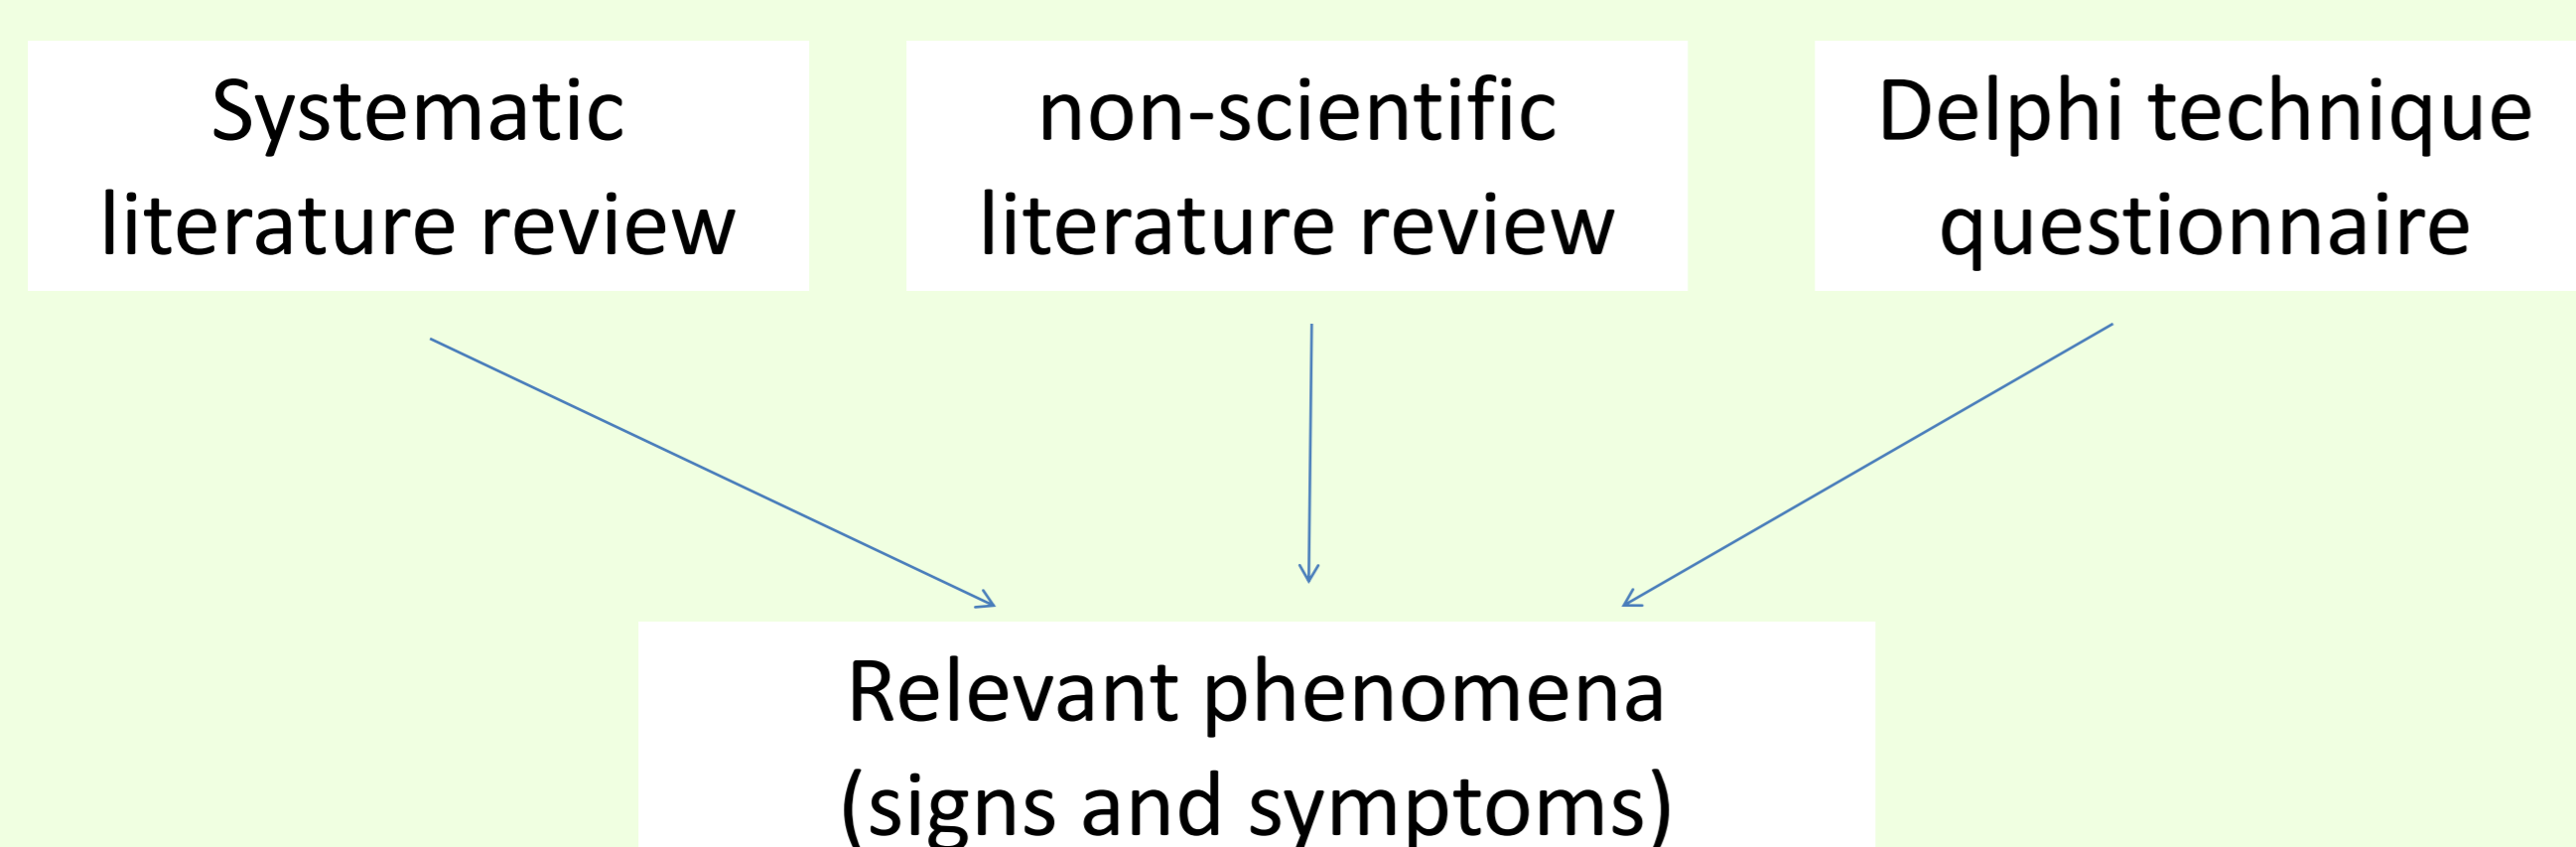 Systematic
literature review
non-scientific
literature review
Delphi technique
questionnaire
Relevant phenomena
(signs and symptoms)